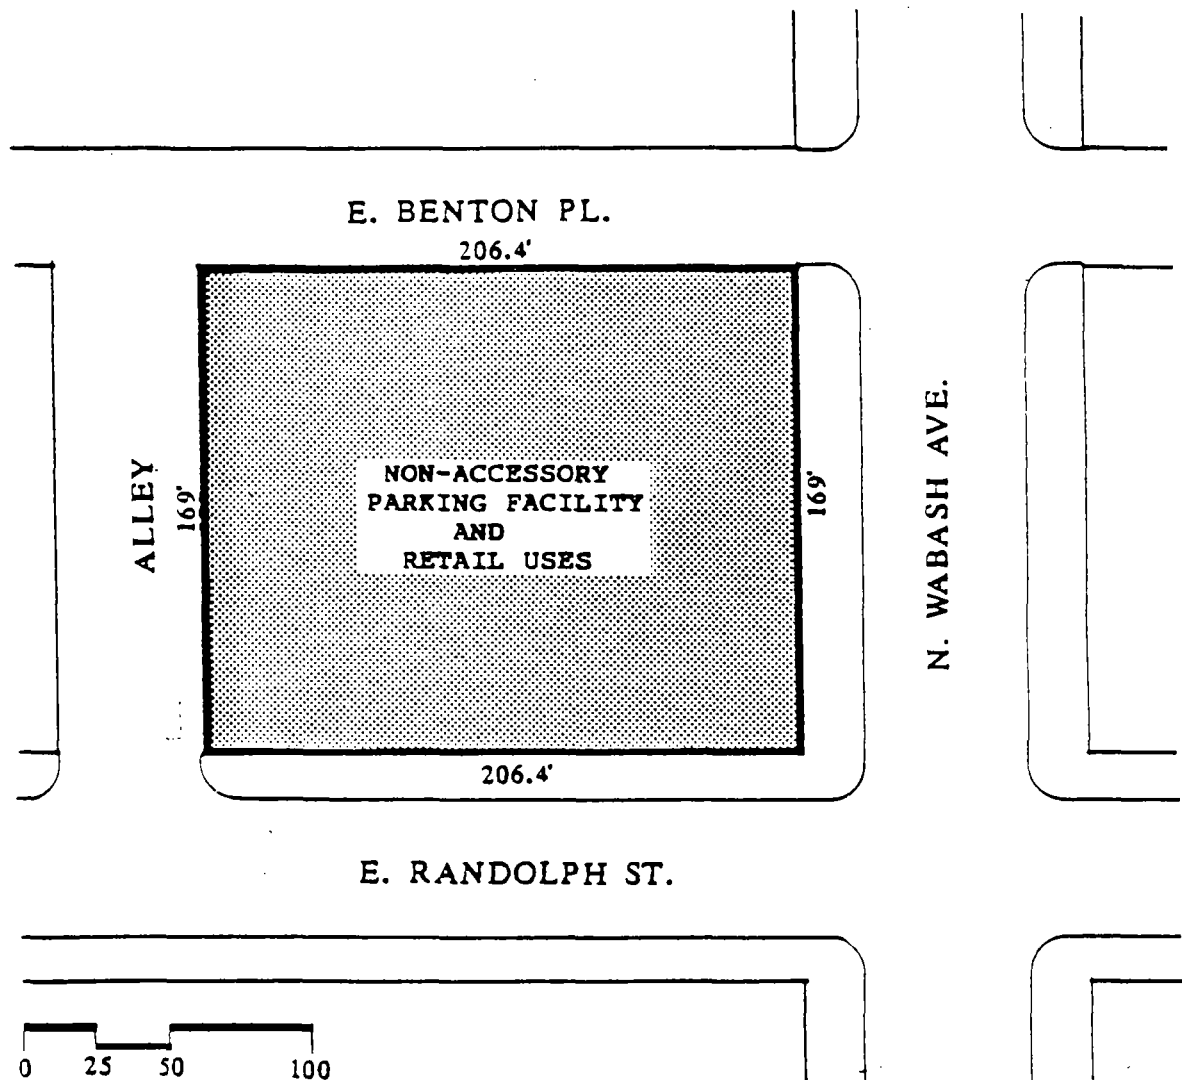 E. BENTON PL.
206.4'
ALLEY
169'
NON-ACCESSORY
PARKING FACILITY
AND
RETAIL USES
169'
N. WABASH AVE.
206.4'
E. RANDOLPH ST.
0 25 50 100